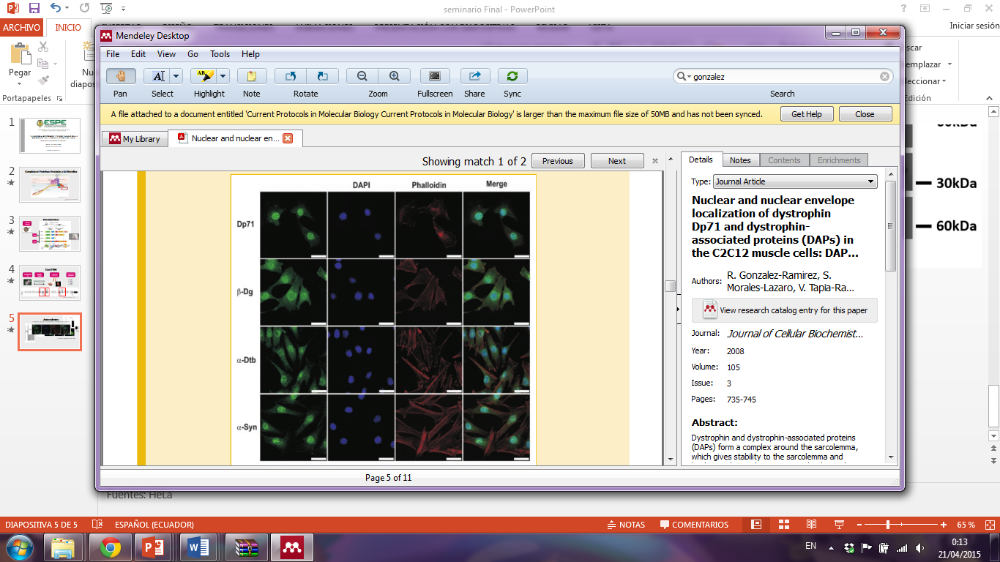 seminario Final - PowerPoint
ARCHIVO
INICIO
Iniciar sesión
Pegar
Portapapeles
Mendeley Desktop
File Edit View Go Tools Help
gonzalez
Pan Select Highlight Note Rotate Zoom Fullscreen Share Sync Search
A file attached to a document entitled 'Current Protocols in Molecular Biology Current Protocols in Molecular Biology' is larger than the maximum file size of 50MB and has not been synced.
Get Help Close
My Library
Nuclear and nuclear en...
Showing match 1 of 2 Previous Next
Details Notes Contents Enrichments
DAPI Phalloidin Merge
Dp71
β-Dg
α-Dtb
α-Syn
Type: Journal Article
Nuclear and nuclear envelope
localization of dystrophin
Dp71 and dystrophin-
associated proteins (DAPs) in
the C2C12 muscle cells: DAP...
Authors: R. Gonzalez-Ramirez, S.
Morales-Lazaro, V. Tapia-Ra...
View research catalog entry for this paper
Journal: Journal of Cellular Biochemist...
Year: 2008
Volume: 105
Issue: 3
Pages: 735-745
Abstract:
Dystrophin and dystrophin-associated proteins
(DAPs) form a complex around the sarcolemma,
which gives stability to the sarcolemma and
Page 5 of 11
1
ESPE
2
3
4
5
30kDa
60kDa
Fuentes: HeLa
DIAPOSITIVA 5 DE 5
ESPAÑOL (ECUADOR)
NOTAS
COMENTARIOS
65 %
EN
0:13
21/04/2015